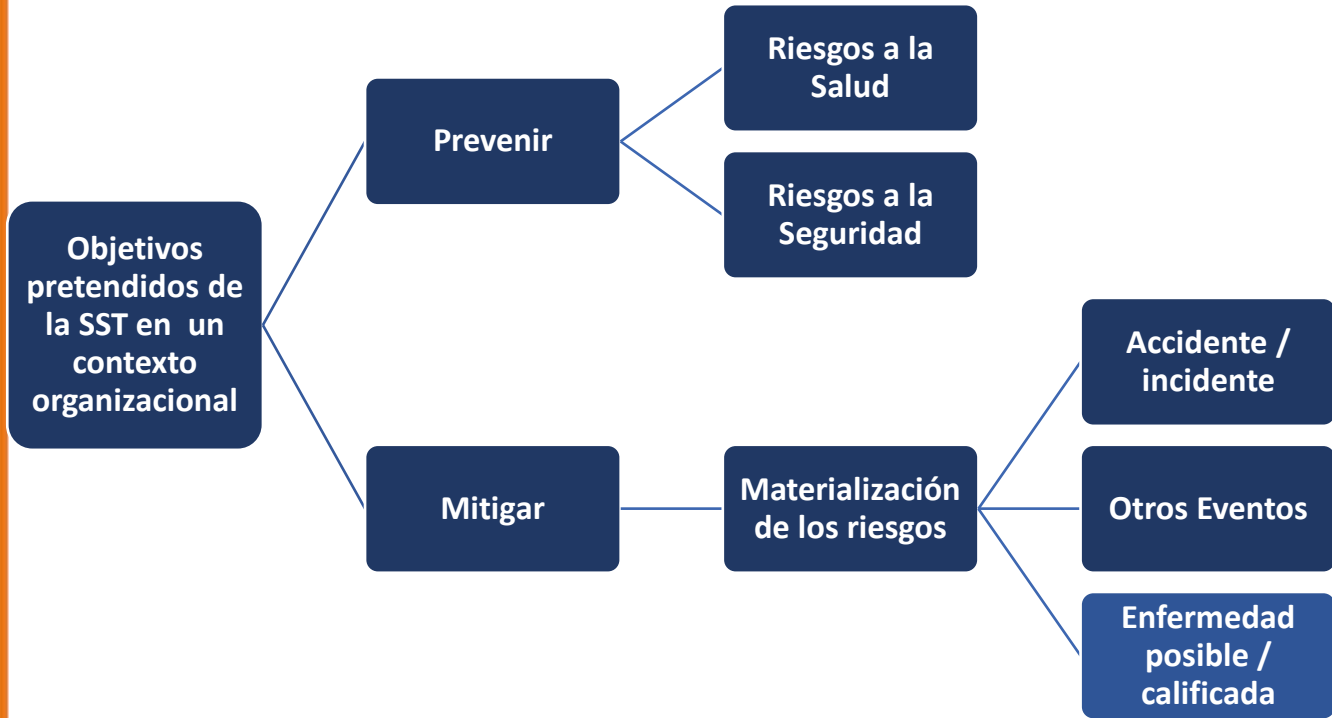 Objetivos
pretendidos de
la SST en un
contexto
organizacional
Prevenir
Riesgos a la
Salud
Riesgos a la
Seguridad
Mitigar
Materialización
de los riesgos
Accidente /
incidente
Otros Eventos
Enfermedad
posible /
calificada